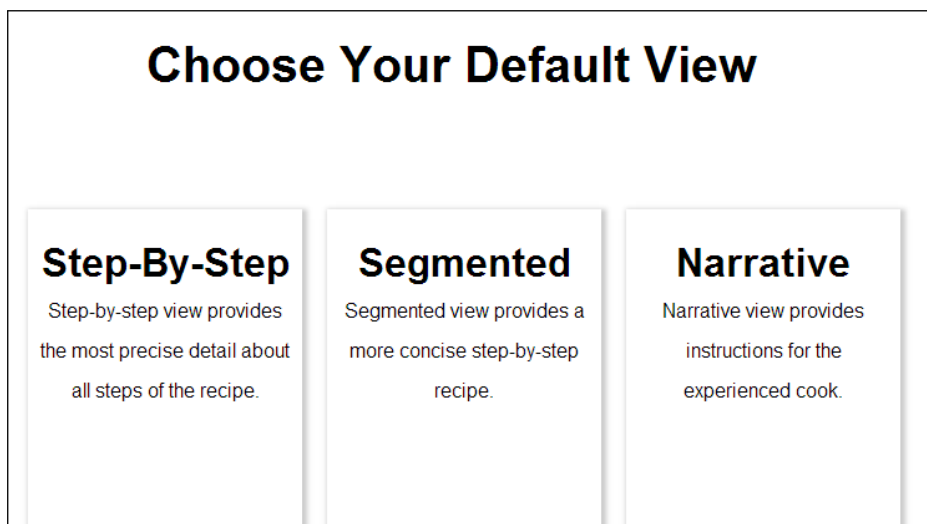 Choose Your Default View
Step-By-Step
Step-by-step view provides
the most precise detail about
all steps of the recipe.
Segmented
Segmented view provides a
more concise step-by-step
recipe.
Narrative
Narrative view provides
instructions for the
experienced cook.